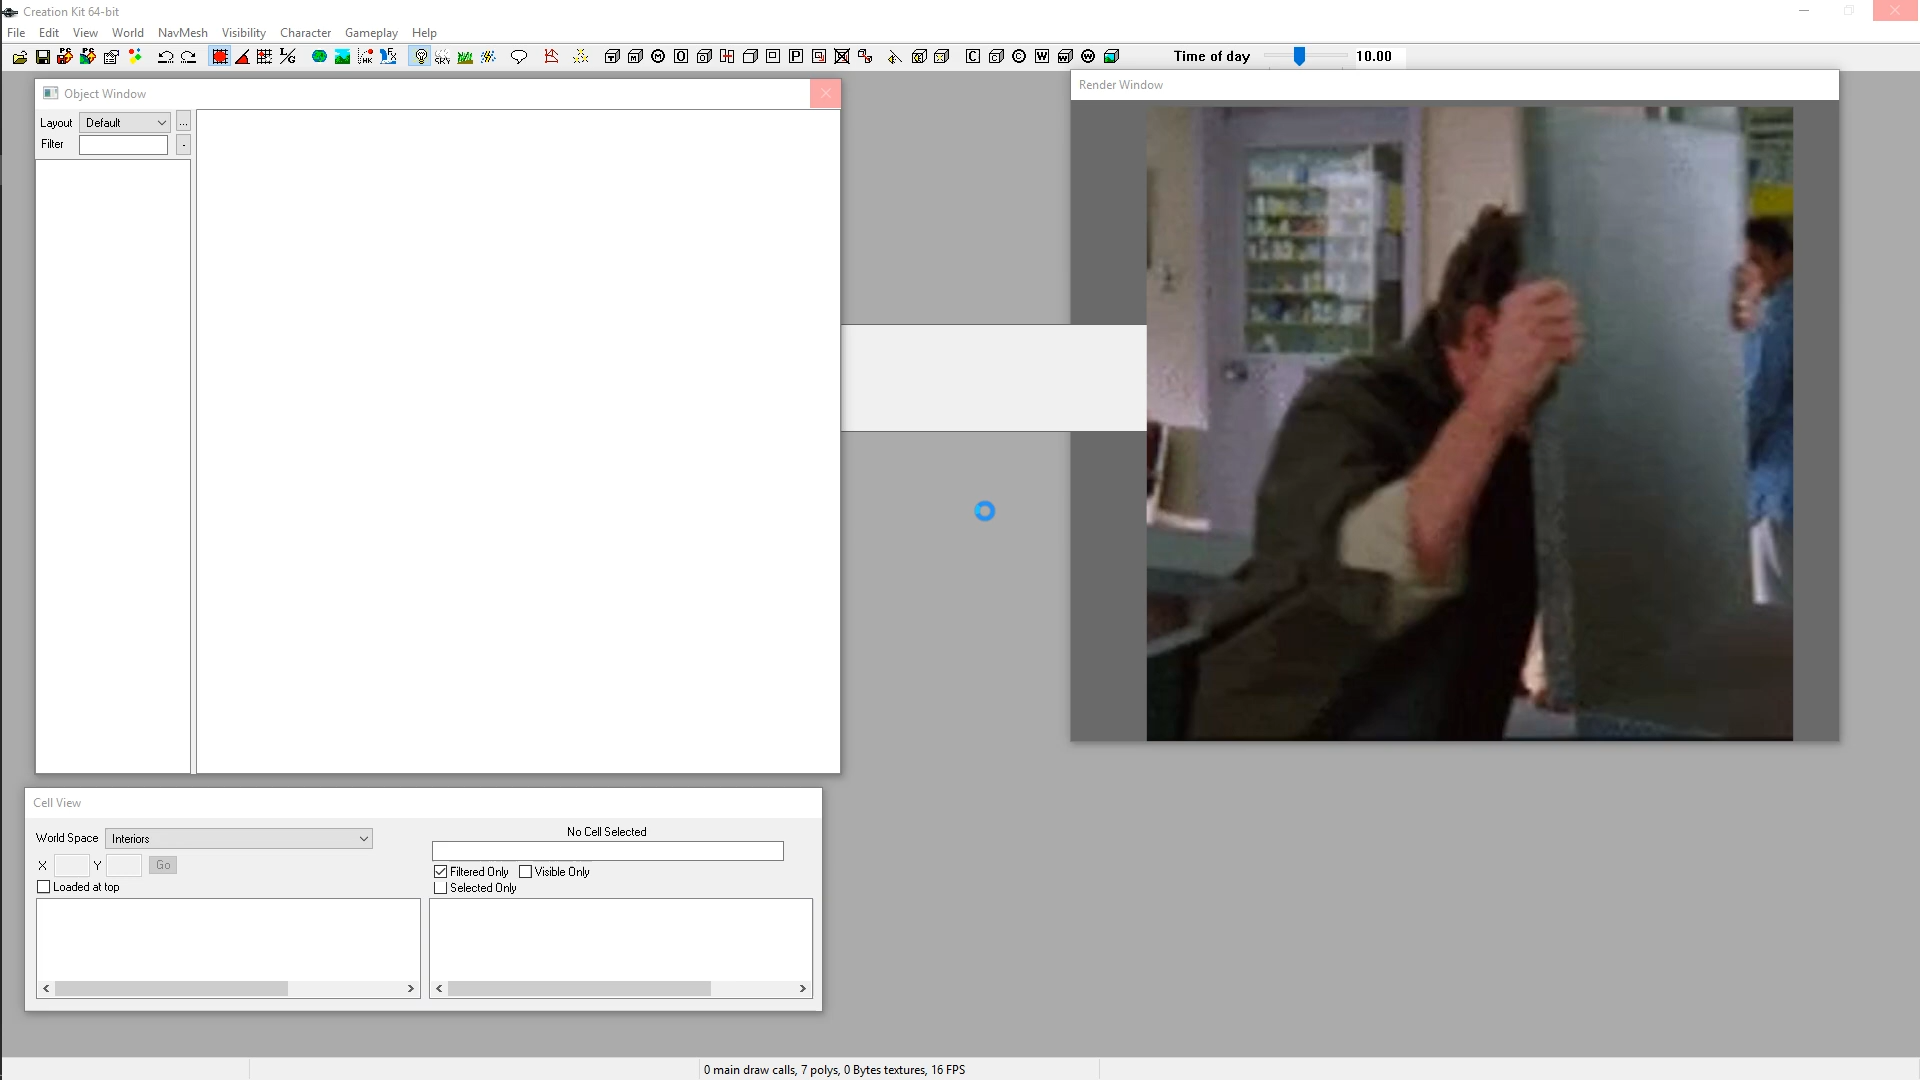 Creation Kit 64-bit
File Edit View World NavMesh Visibility Character Gameplay Help
Time of day 10.00
Object Window
Layout Default ...
Filter -
Render Window
Cell View
World Space Interiors
X Y Go
Loaded at top
No Cell Selected
Filtered Only Visible Only
Selected Only
0 main draw calls, 7 polys, 0 Bytes textures, 16 FPS